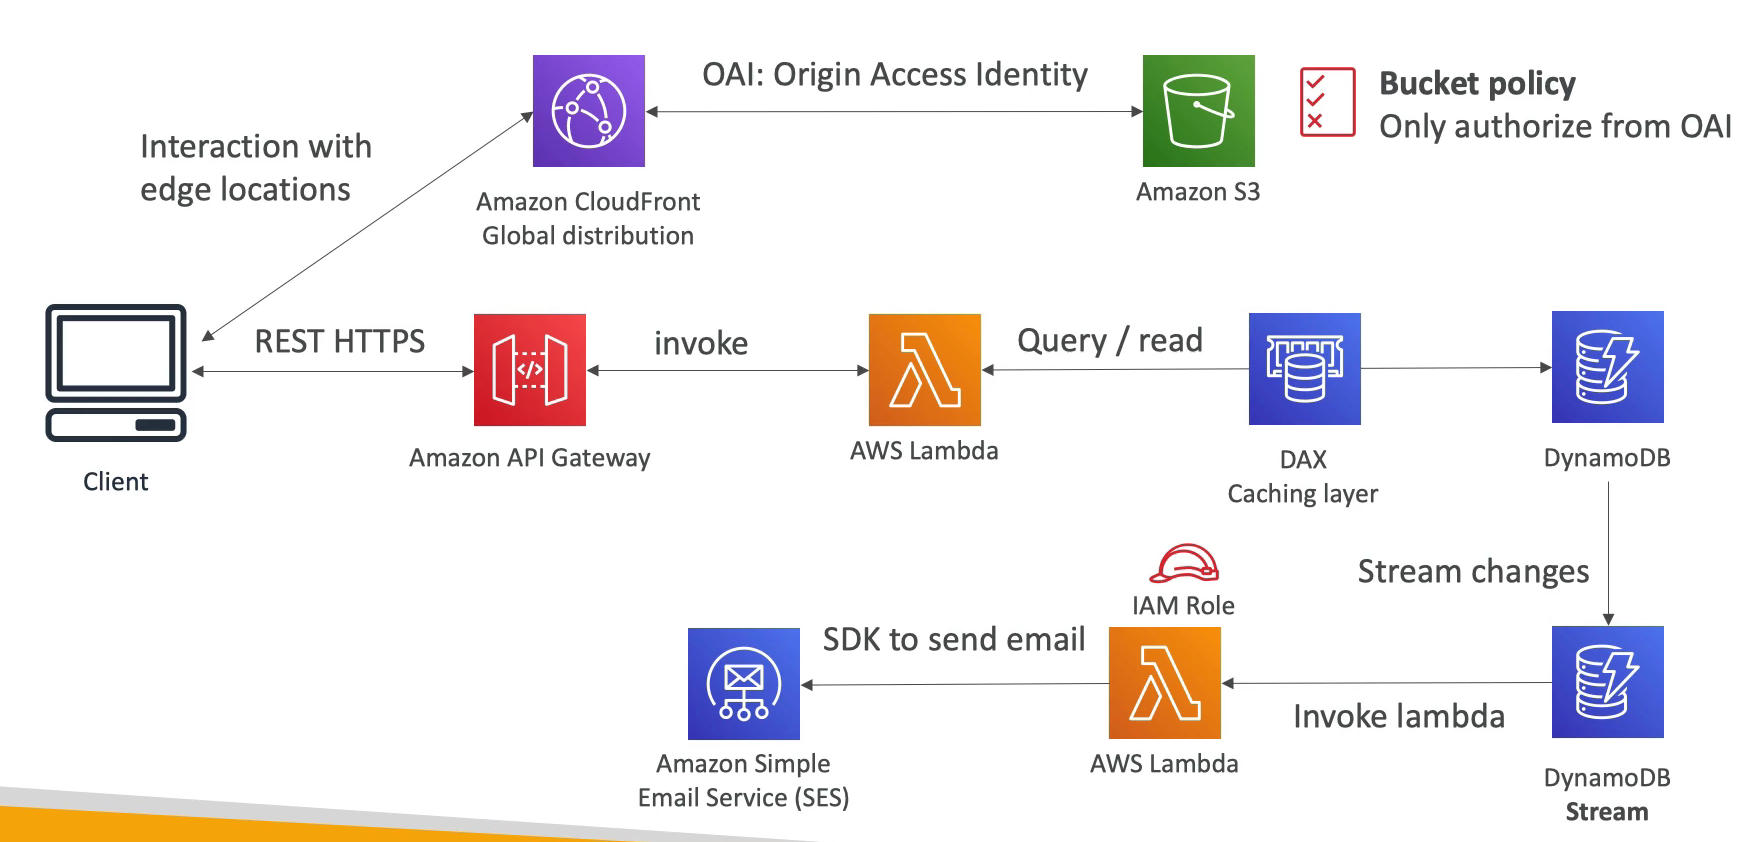 OAI: Origin Access Identity
Bucket policy
Only authorize from OAI
Interaction with
edge locations
Amazon CloudFront
Global distribution
Amazon S3
REST HTTPS
invoke
Query / read
</>
Client
Amazon API Gateway
AWS Lambda
DAX
Caching layer
DynamoDB
Stream changes
IAM Role
SDK to send email
Invoke lambda
Amazon Simple
Email Service (SES)
AWS Lambda
DynamoDB
Stream